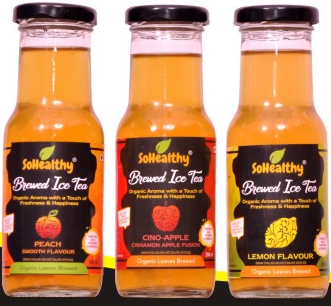 SoHealthy®
Brewed Ice Tea
Organic Aroma with a Touch of
Freshness & Happiness
PEACH
SMOOTH FLAVOUR
Organic Leaves Brewed
SoHealthy®
Brewed Ice Tea
Organic Aroma with a Touch of
Freshness & Happiness
CINO-APPLE
CINNAMON APPLE FUSION
Organic Leaves Brewed
SoHealthy®
Brewed Ice Tea
Organic Aroma with a Touch of
Freshness & Happiness
LEMON FLAVOUR
Organic Leaves Brewed